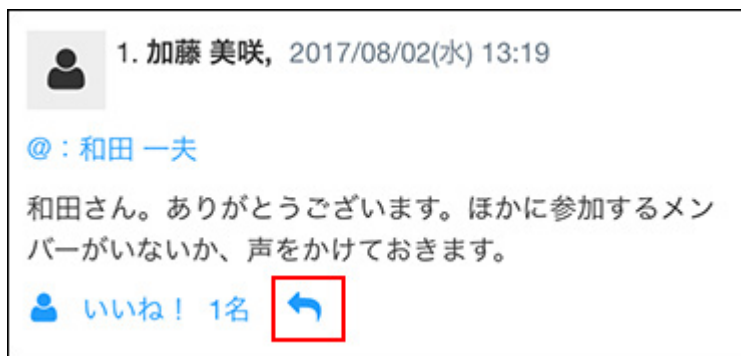 1. 加藤 美咲, 2017/08/02(水) 13:19
@：和田 一夫
和田さん。ありがとうございます。ほかに参加するメン
バーがいないか、声をかけておきます。
いいね！ 1名